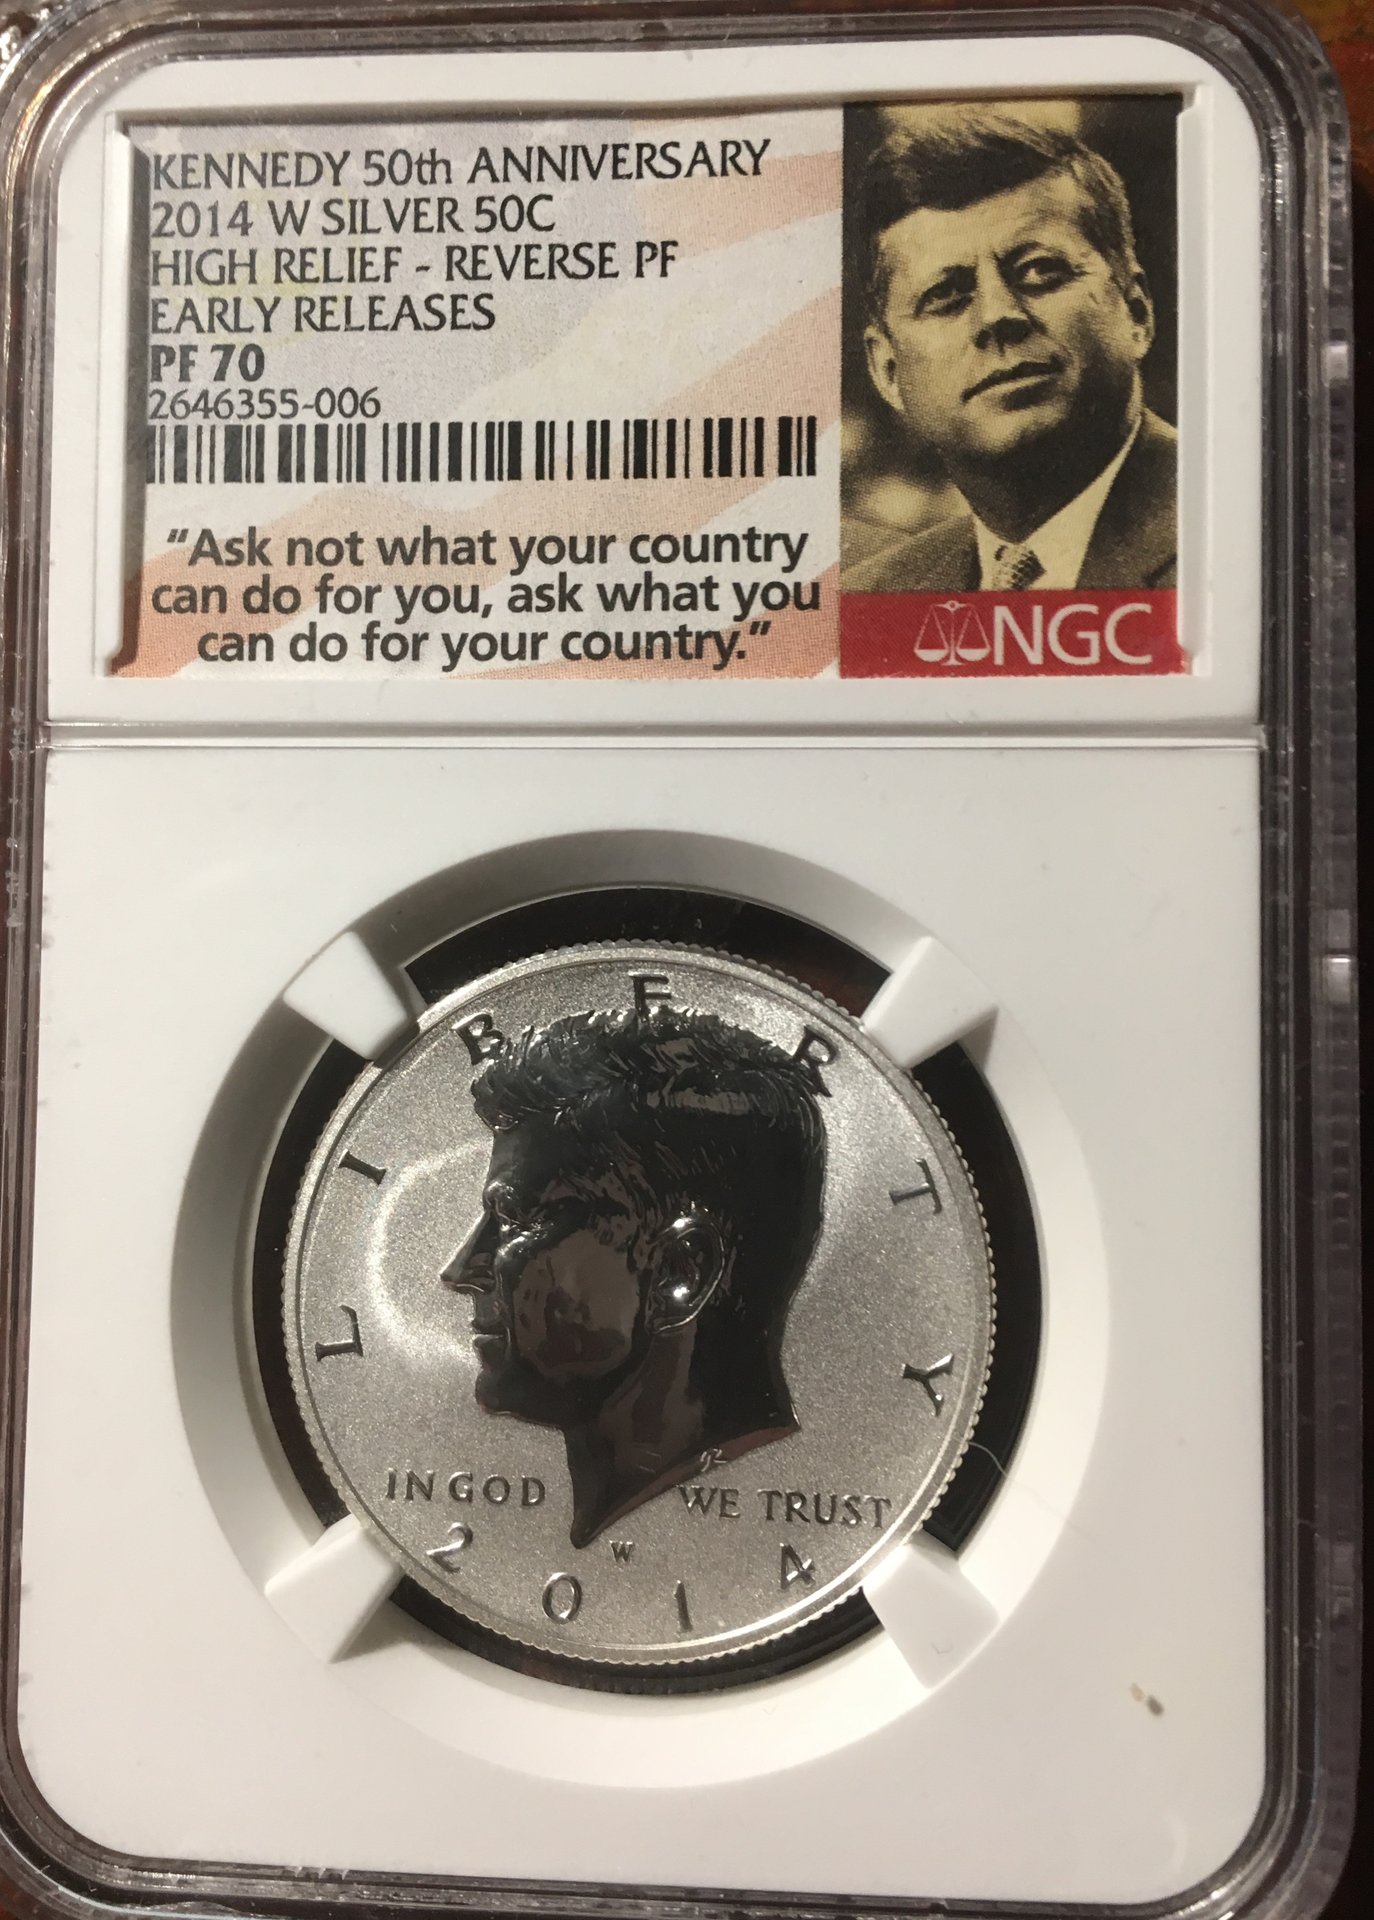 KENNEDY 50th ANNIVERSARY
2014 W SILVER 50C
HIGH RELIEF - REVERSE PF
EARLY RELEASES
PF 70
2646355-006
"Ask not what your country
can do for you, ask what you
can do for your country."
NGC
LIBERTY
IN GOD WE TRUST
W
2014